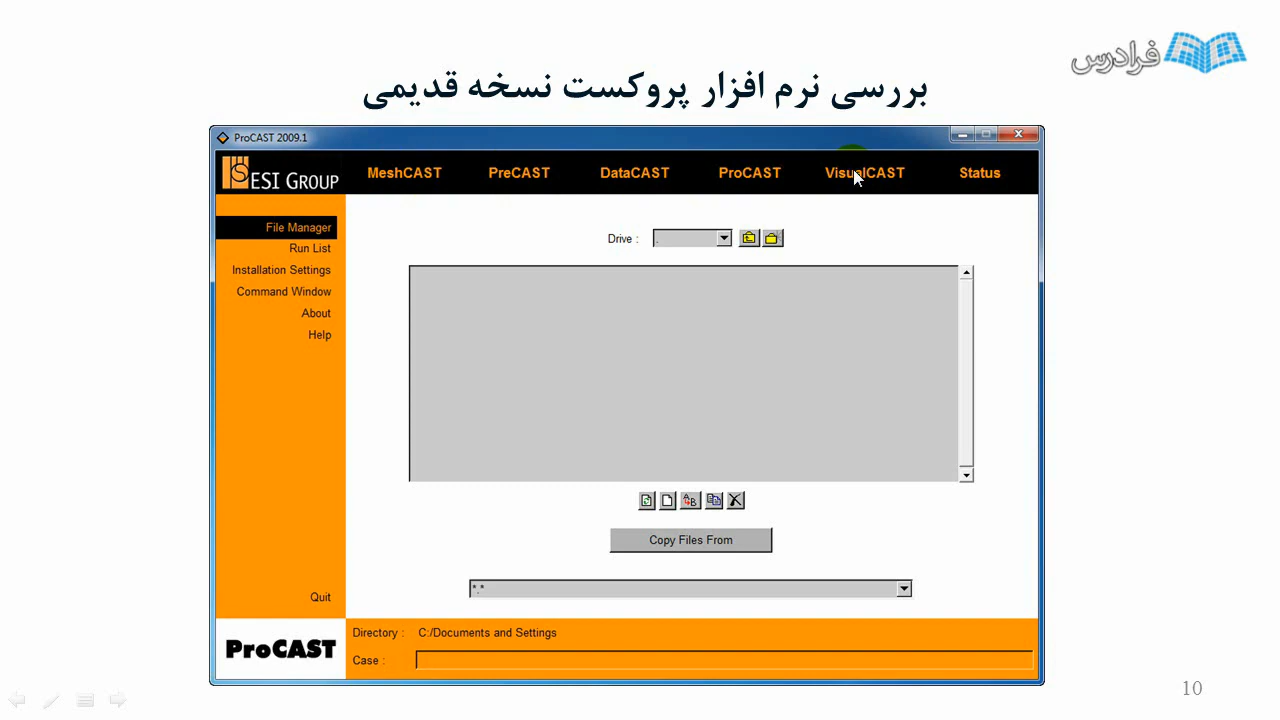 فرادرس
بررسی نرم افزار پروکست نسخه قدیمی
ProCAST 2009.1
ESI GROUP
MeshCAST PreCAST DataCAST ProCAST VisualCAST Status
File Manager
Run List
Installation Settings
Command Window
About
Help
Quit
Drive : .
Copy Files From
*.*
ProCAST
Directory : C:/Documents and Settings
Case :
10